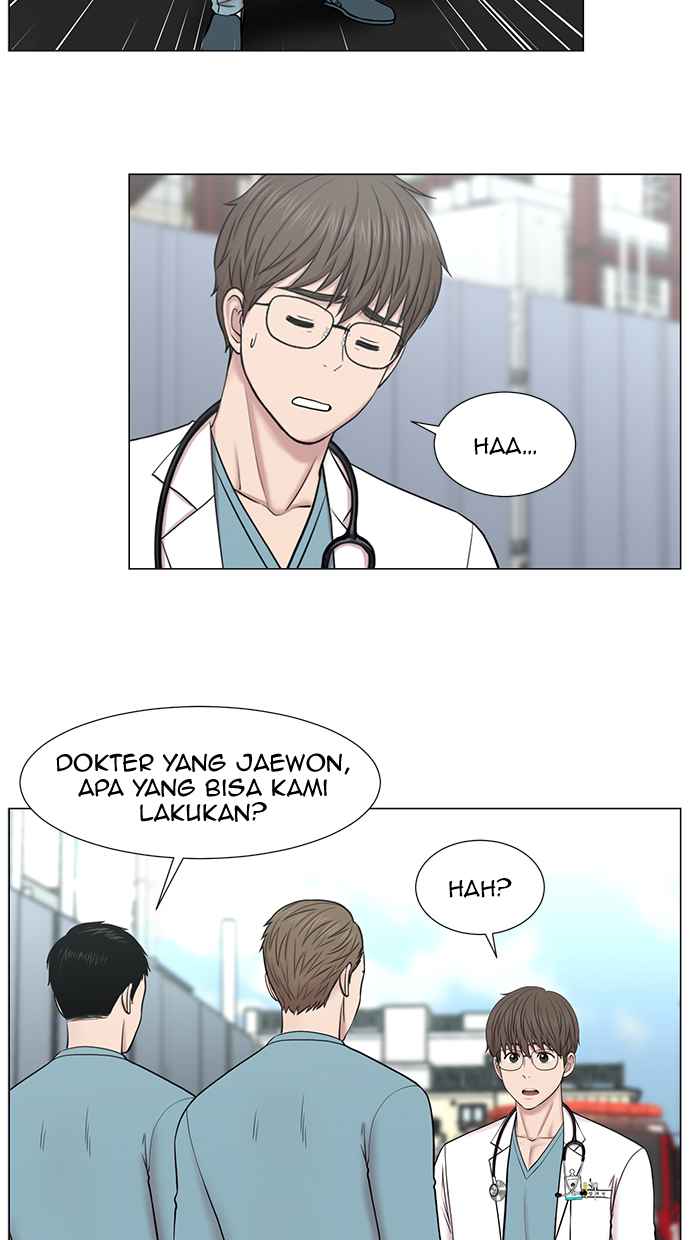 HAA...
DOKTER YANG JAEWON,
APA YANG BISA KAMI
LAKUKAN?
HAH?